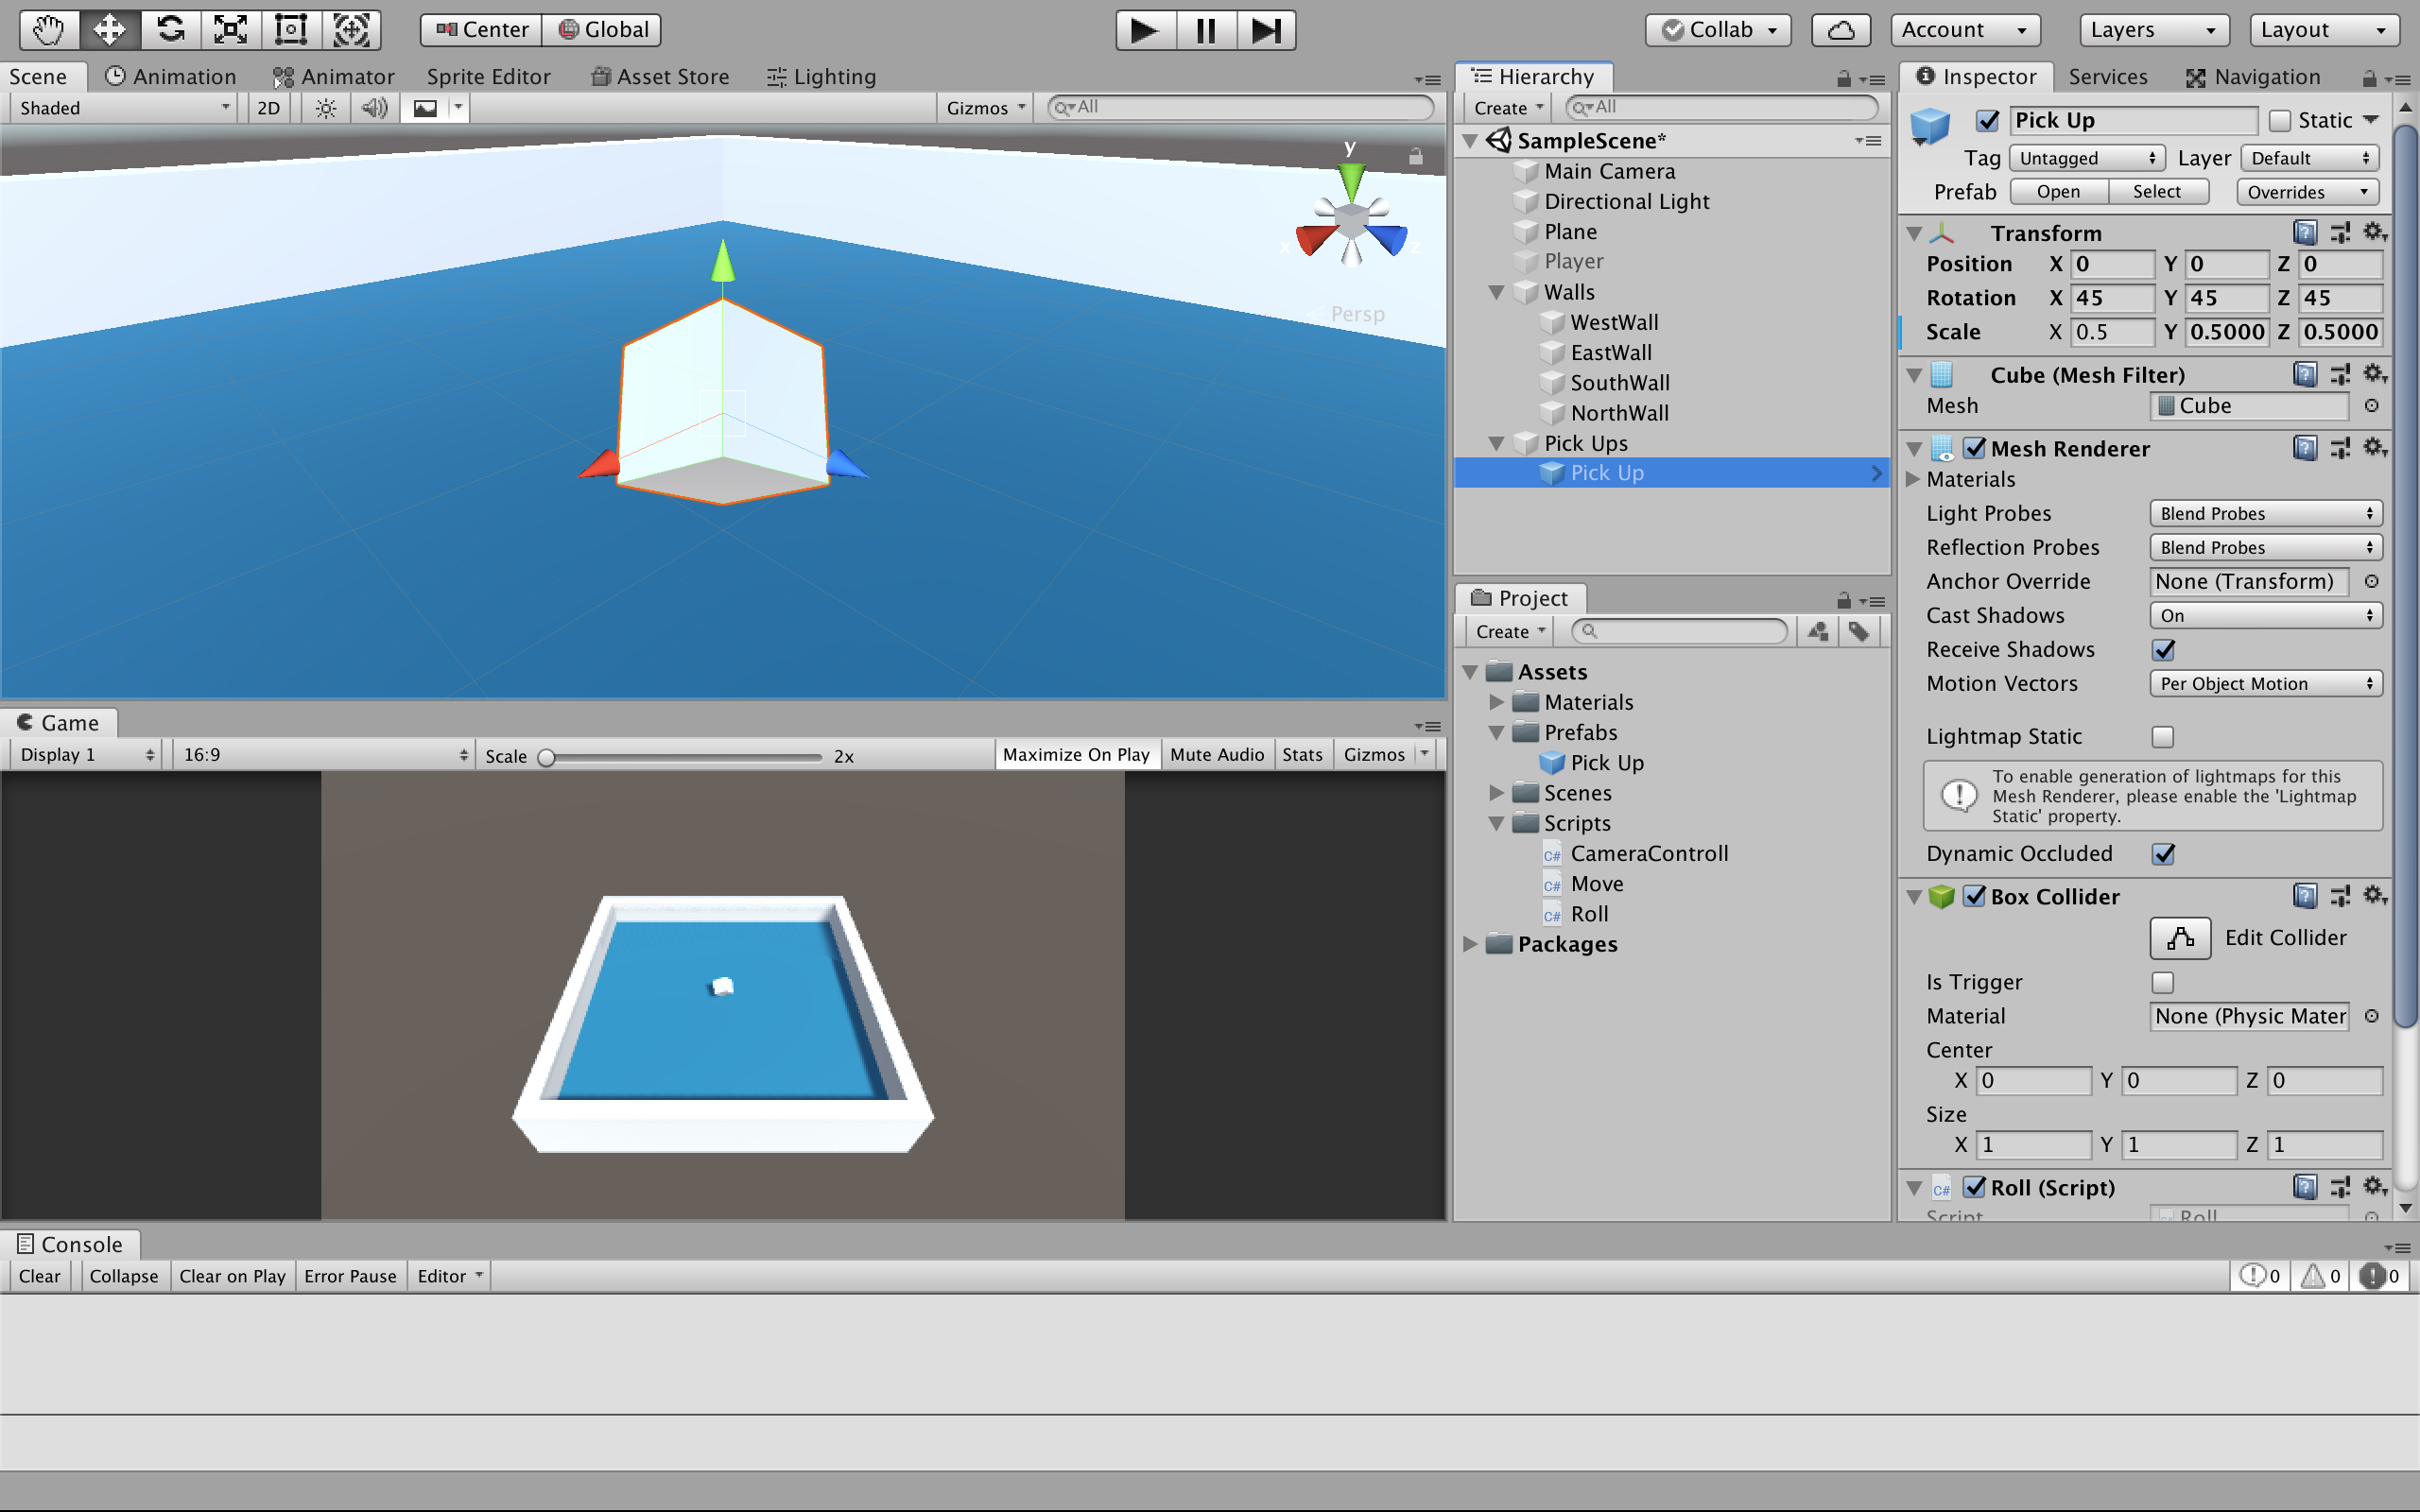 Center Global Collab Account Layers Layout
Scene Animation Animator Sprite Editor Asset Store Lighting
Shaded 2D Gizmos All
y
x z
Persp
Game
Display 1 16:9 Scale 2x Maximize On Play Mute Audio Stats Gizmos
Hierarchy
Create All
SampleScene*
Main Camera
Directional Light
Plane
Player
Walls
WestWall
EastWall
SouthWall
NorthWall
Pick Ups
Pick Up
Project
Create
Assets
Materials
Prefabs
Pick Up
Scenes
Scripts
C# CameraControll
C# Move
C# Roll
Packages
Inspector Services Navigation
Pick Up Static
Tag Untagged Layer Default
Prefab Open Select Overrides
Transform
Position X 0 Y 0 Z 0
Rotation X 45 Y 45 Z 45
Scale X 0.5 Y 0.5000 Z 0.5000
Cube (Mesh Filter)
Mesh Cube
Mesh Renderer
Materials
Light Probes Blend Probes
Reflection Probes Blend Probes
Anchor Override None (Transform)
Cast Shadows On
Receive Shadows
Motion Vectors Per Object Motion
Lightmap Static
To enable generation of lightmaps for this
Mesh Renderer, please enable the 'Lightmap
Static' property.
Dynamic Occluded
Box Collider
Edit Collider
Is Trigger
Material None (Physic Mater
Center
X 0 Y 0 Z 0
Size
X 1 Y 1 Z 1
C# Roll (Script)
Script Roll
Console
Clear Collapse Clear on Play Error Pause Editor 0 0 0